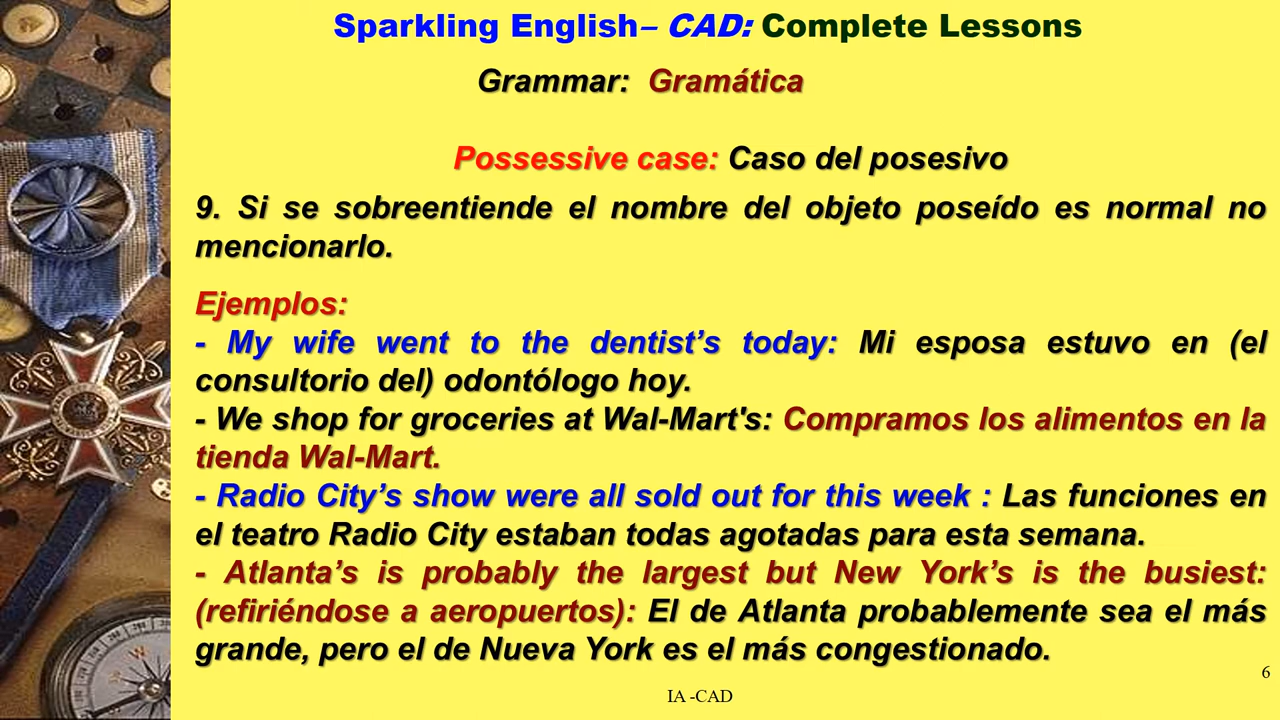 Sparkling English– CAD: Complete Lessons
Grammar: Gramática
Possessive case: Caso del posesivo
9. Si se sobreentiende el nombre del objeto poseído es normal no
mencionarlo.
Ejemplos:
- My wife went to the dentist’s today: Mi esposa estuvo en (el
consultorio del) odontólogo hoy.
- We shop for groceries at Wal-Mart's: Compramos los alimentos en la
tienda Wal-Mart.
- Radio City’s show were all sold out for this week : Las funciones en
el teatro Radio City estaban todas agotadas para esta semana.
- Atlanta’s is probably the largest but New York’s is the busiest:
(refiriéndose a aeropuertos): El de Atlanta probablemente sea el más
grande, pero el de Nueva York es el más congestionado.
6
IA -CAD